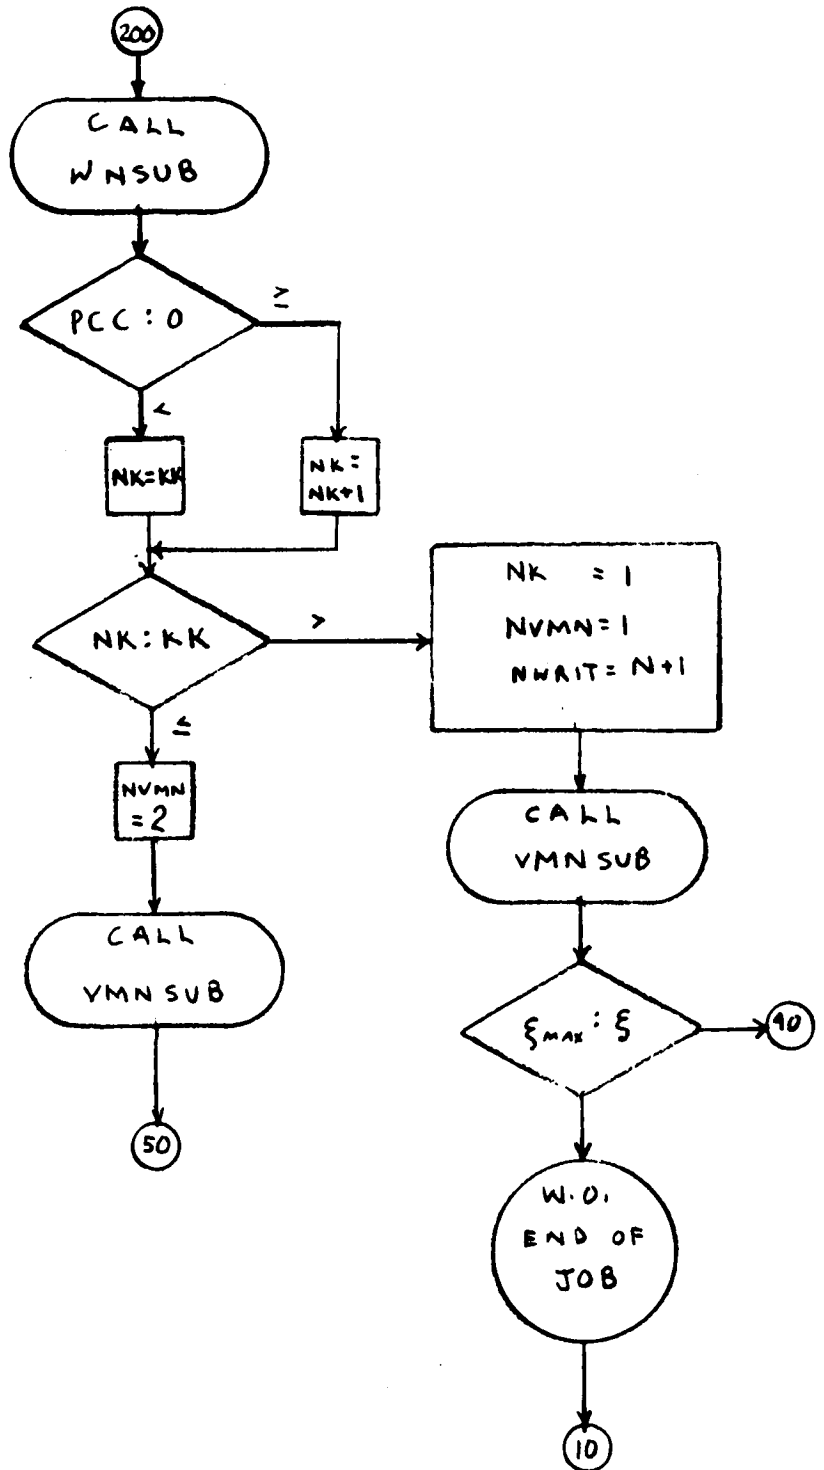 200
CALL
WNSUB
PCC : 0
≥
<
NK=KK
NK=
NK+1
NK : KK
>
≤
NK = 1
NVMN = 1
NWRIT = N+1
NVMN
= 2
CALL
VMNSUB
50
CALL
VMNSUB
ξMAX : ξ
40
W.O.
END OF
JOB
10